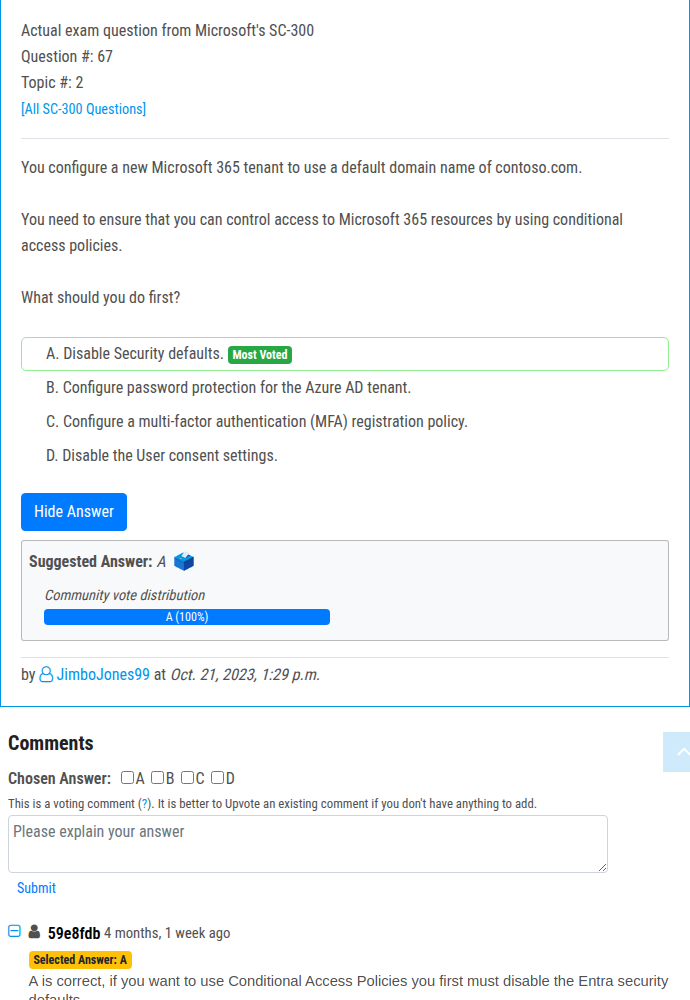 Actual exam question from Microsoft's SC-300
Question #: 67
Topic #: 2
[All SC-300 Questions]
You configure a new Microsoft 365 tenant to use a default domain name of contoso.com.
You need to ensure that you can control access to Microsoft 365 resources by using conditional
access policies.
What should you do first?
A. Disable Security defaults. Most Voted
B. Configure password protection for the Azure AD tenant.
C. Configure a multi-factor authentication (MFA) registration policy.
D. Disable the User consent settings.
Hide Answer
Suggested Answer: A
Community vote distribution
A (100%)
by JimboJones99 at Oct. 21, 2023, 1:29 p.m.
Comments
Chosen Answer: A B C D
This is a voting comment (?). It is better to Upvote an existing comment if you don't have anything to add.
Please explain your answer
Submit
59e8fdb 4 months, 1 week ago
Selected Answer: A
A is correct, if you want to use Conditional Access Policies you first must disable the Entra security
defaults